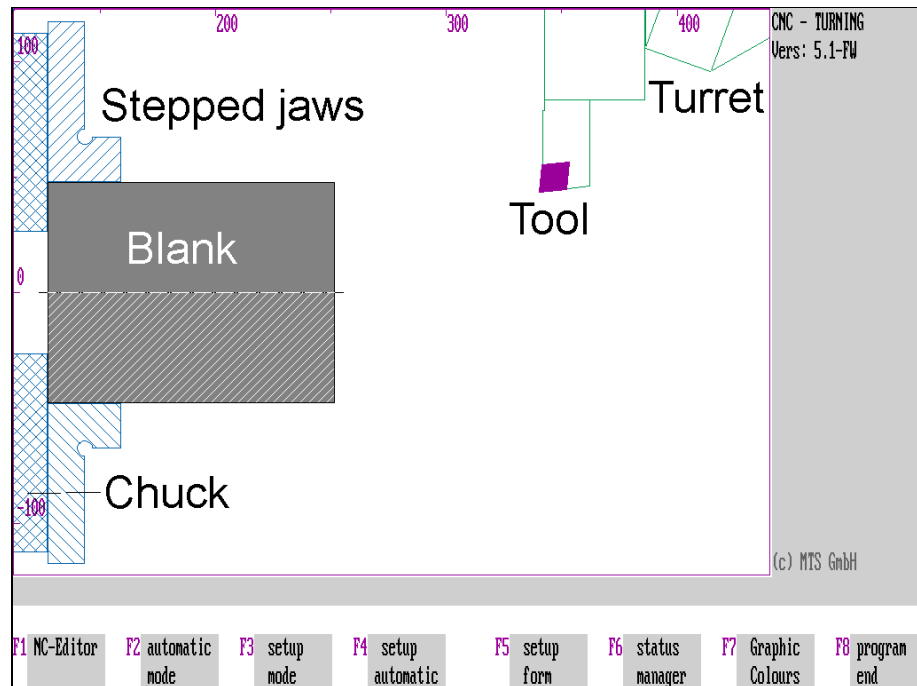 200 300 400 CNC - TURNING
Vers: 5.1-FW
100
Stepped jaws
Turret
Tool
Blank
0
Chuck
-100
(c) MTS GmbH
F1 NC-Editor F2 automatic mode F3 setup mode F4 setup automatic F5 setup form F6 status manager F7 Graphic Colours F8 program end